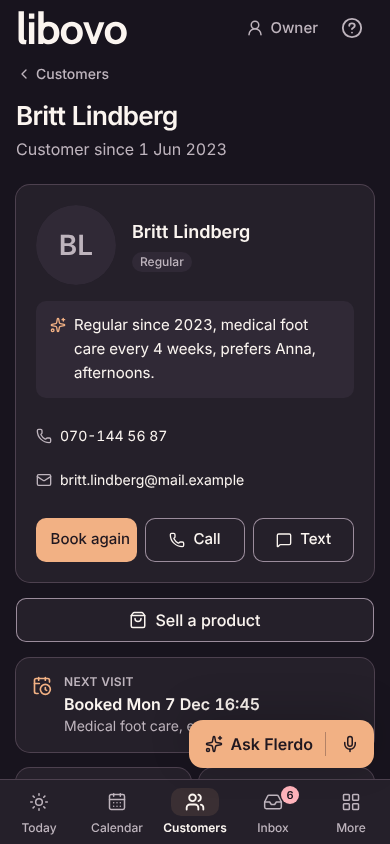 libovo
Owner
Customers
Britt Lindberg
Customer since 1 Jun 2023
BL
Britt Lindberg
Regular
Regular since 2023, medical foot
care every 4 weeks, prefers Anna,
afternoons.
070-144 56 87
britt.lindberg@mail.example
Book again
Call
Text
Sell a product
NEXT VISIT
Booked Mon 7 Dec 16:45
Medical foot care,
Ask Flerdo
6
Today
Calendar
Customers
Inbox
More